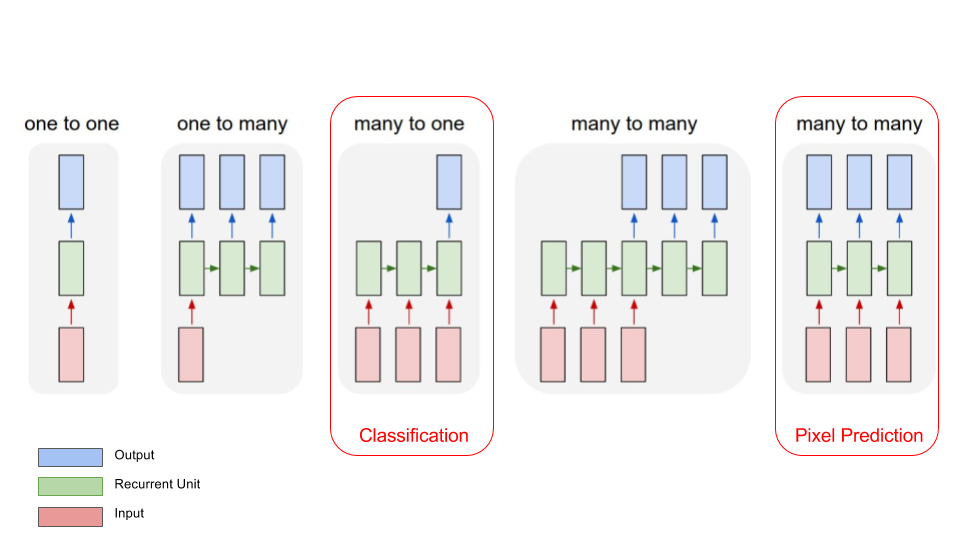 one to one
one to many
many to one
many to many
many to many
Classification
Pixel Prediction
Output
Recurrent Unit
Input